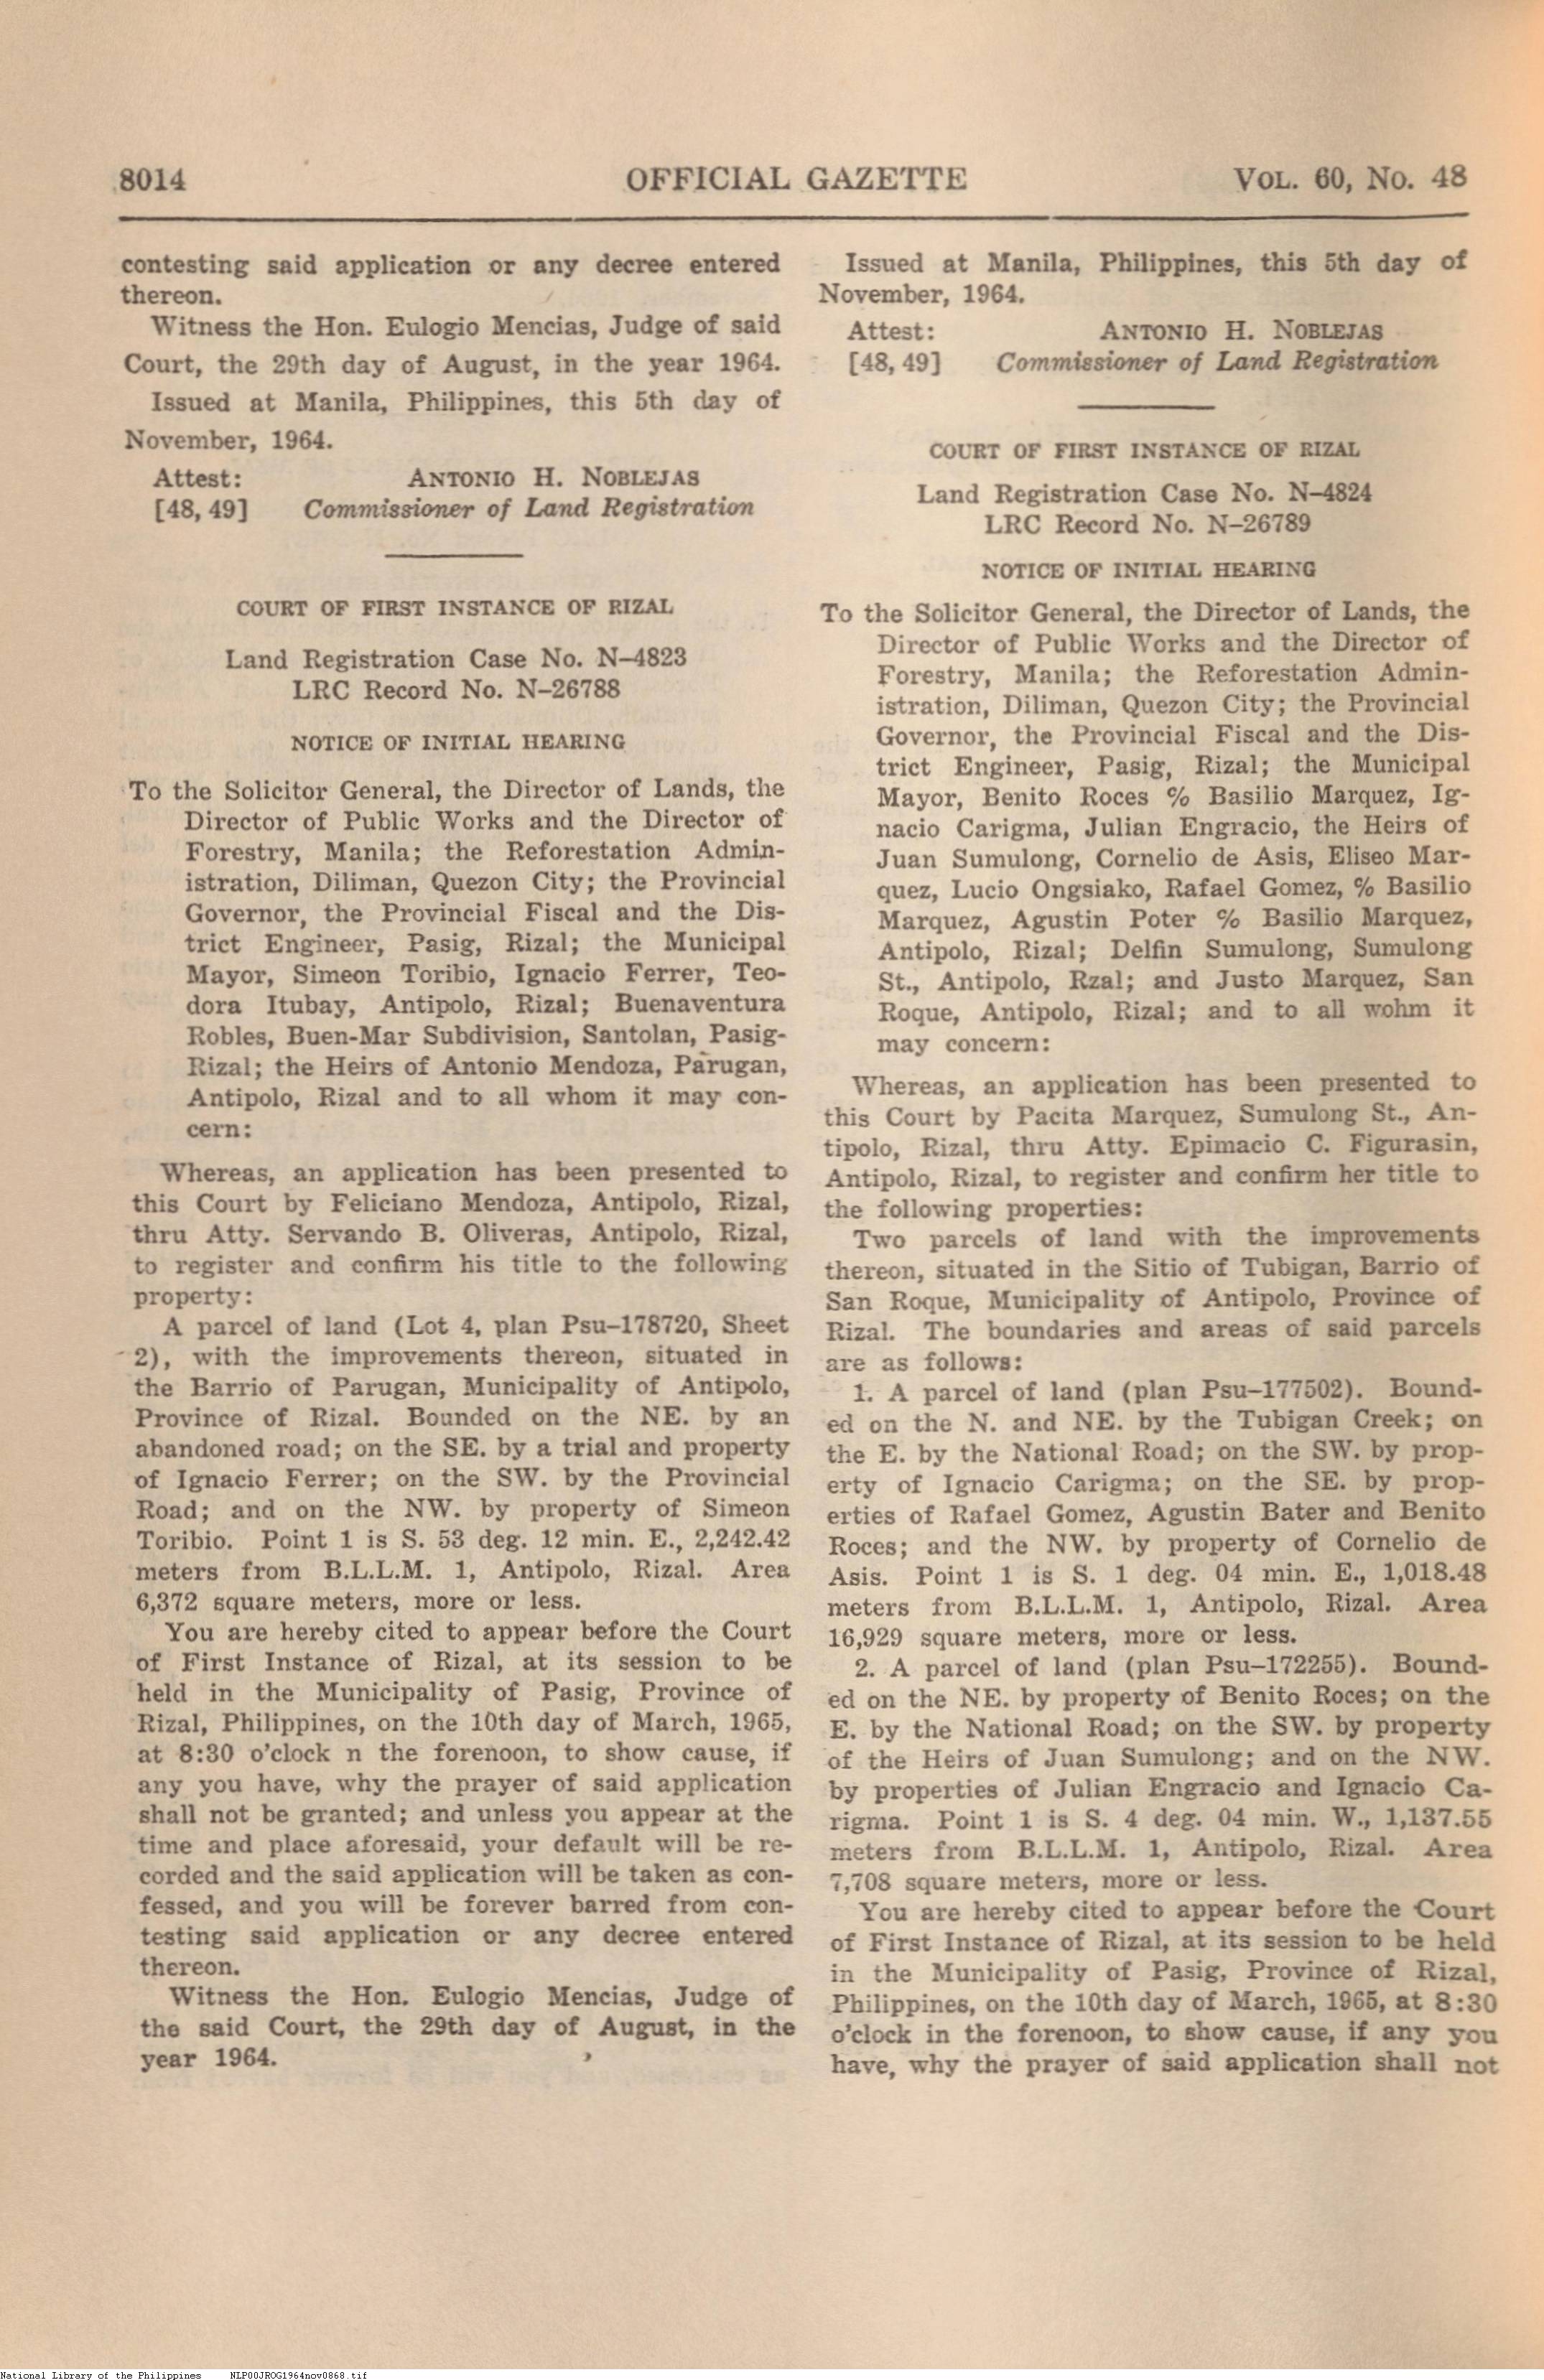 8014 OFFICIAL GAZETTE VOL. 60, NO. 48
contesting said application or any decree entered
thereon.
Witness the Hon. Eulogio Mencias, Judge of said
Court, the 29th day of August, in the year 1964.
Issued at Manila, Philippines, this 5th day of
November, 1964.
Attest: ANTONIO H. NOBLEJAS
[48, 49] Commissioner of Land Registration
COURT OF FIRST INSTANCE OF RIZAL
Land Registration Case No. N–4823
LRC Record No. N–26788
NOTICE OF INITIAL HEARING
To the Solicitor General, the Director of Lands, the
Director of Public Works and the Director of
Forestry, Manila; the Reforestation Admin-
istration, Diliman, Quezon City; the Provincial
Governor, the Provincial Fiscal and the Dis-
trict Engineer, Pasig, Rizal; the Municipal
Mayor, Simeon Toribio, Ignacio Ferrer, Teo-
dora Itubay, Antipolo, Rizal; Buenaventura
Robles, Buen-Mar Subdivision, Santolan, Pasig-
Rizal; the Heirs of Antonio Mendoza, Parugan,
Antipolo, Rizal and to all whom it may con-
cern:
Whereas, an application has been presented to
this Court by Feliciano Mendoza, Antipolo, Rizal,
thru Atty. Servando B. Oliveras, Antipolo, Rizal,
to register and confirm his title to the following
property:
A parcel of land (Lot 4, plan Psu–178720, Sheet
2), with the improvements thereon, situated in
the Barrio of Parugan, Municipality of Antipolo,
Province of Rizal. Bounded on the NE. by an
abandoned road; on the SE. by a trial and property
of Ignacio Ferrer; on the SW. by the Provincial
Road; and on the NW. by property of Simeon
Toribio. Point 1 is S. 53 deg. 12 min. E., 2,242.42
meters from B.L.L.M. 1, Antipolo, Rizal. Area
6,372 square meters, more or less.
You are hereby cited to appear before the Court
of First Instance of Rizal, at its session to be
held in the Municipality of Pasig, Province of
Rizal, Philippines, on the 10th day of March, 1965,
at 8:30 o'clock n the forenoon, to show cause, if
any you have, why the prayer of said application
shall not be granted; and unless you appear at the
time and place aforesaid, your default will be re-
corded and the said application will be taken as con-
fessed, and you will be forever barred from con-
testing said application or any decree entered
thereon.
Witness the Hon. Eulogio Mencias, Judge of
the said Court, the 29th day of August, in the
year 1964.
Issued at Manila, Philippines, this 5th day of
November, 1964.
Attest: ANTONIO H. NOBLEJAS
[48, 49] Commissioner of Land Registration
COURT OF FIRST INSTANCE OF RIZAL
Land Registration Case No. N–4824
LRC Record No. N–26789
NOTICE OF INITIAL HEARING
To the Solicitor General, the Director of Lands, the
Director of Public Works and the Director of
Forestry, Manila; the Reforestation Admin-
istration, Diliman, Quezon City; the Provincial
Governor, the Provincial Fiscal and the Dis-
trict Engineer, Pasig, Rizal; the Municipal
Mayor, Benito Roces % Basilio Marquez, Ig-
nacio Carigma, Julian Engracio, the Heirs of
Juan Sumulong, Cornelio de Asis, Eliseo Mar-
quez, Lucio Ongsiako, Rafael Gomez, % Basilio
Marquez, Agustin Poter % Basilio Marquez,
Antipolo, Rizal; Delfin Sumulong, Sumulong
St., Antipolo, Rzal; and Justo Marquez, San
Roque, Antipolo, Rizal; and to all wohm it
may concern:
Whereas, an application has been presented to
this Court by Pacita Marquez, Sumulong St., An-
tipolo, Rizal, thru Atty. Epimacio C. Figurasin,
Antipolo, Rizal, to register and confirm her title to
the following properties:
Two parcels of land with the improvements
thereon, situated in the Sitio of Tubigan, Barrio of
San Roque, Municipality of Antipolo, Province of
Rizal. The boundaries and areas of said parcels
are as follows:
1. A parcel of land (plan Psu–177502). Bound-
ed on the N. and NE. by the Tubigan Creek; on
the E. by the National Road; on the SW. by prop-
erty of Ignacio Carigma; on the SE. by prop-
erties of Rafael Gomez, Agustin Bater and Benito
Roces; and the NW. by property of Cornelio de
Asis. Point 1 is S. 1 deg. 04 min. E., 1,018.48
meters from B.L.L.M. 1, Antipolo, Rizal. Area
16,929 square meters, more or less.
2. A parcel of land (plan Psu–172255). Bound-
ed on the NE. by property of Benito Roces; on the
E. by the National Road; on the SW. by property
of the Heirs of Juan Sumulong; and on the NW.
by properties of Julian Engracio and Ignacio Ca-
rigma. Point 1 is S. 4 deg. 04 min. W., 1,137.55
meters from B.L.L.M. 1, Antipolo, Rizal. Area
7,708 square meters, more or less.
You are hereby cited to appear before the Court
of First Instance of Rizal, at its session to be held
in the Municipality of Pasig, Province of Rizal,
Philippines, on the 10th day of March, 1965, at 8:30
o'clock in the forenoon, to show cause, if any you
have, why the prayer of said application shall not
National Library of the Philippines NLP00JROG1964nov0868.tif